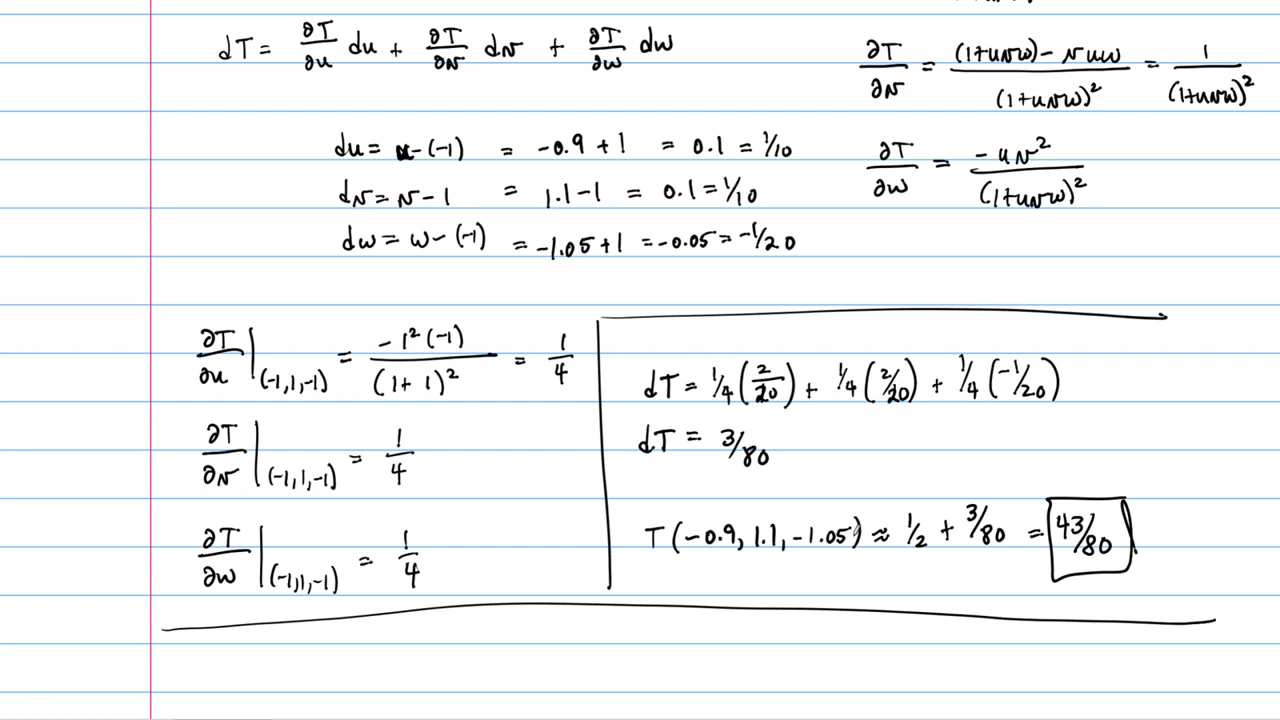 dT = ∂T/∂u du + ∂T/∂v dv + ∂T/∂w dw
∂T/∂v = ((1+uvw) - v uw)/(1+uvw)² = 1/(1+uvw)²
du = u - (-1) = -0.9 + 1 = 0.1 = 1/10
dv = v - 1 = 1.1 - 1 = 0.1 = 1/10
dw = w - (-1) = -1.05 + 1 = -0.05 = -1/20
∂T/∂w = -uv²/(1+uvw)²
∂T/∂u |(-1,1,-1) = -1²(-1)/(1+1)² = 1/4
∂T/∂v |(-1,1,-1) = 1/4
∂T/∂w |(-1,1,-1) = 1/4
dT = 1/4 (2/20) + 1/4 (2/20) + 1/4 (-1/20)
dT = 3/80
T(-0.9, 1.1, -1.05) ≈ 1/2 + 3/80 = 43/80